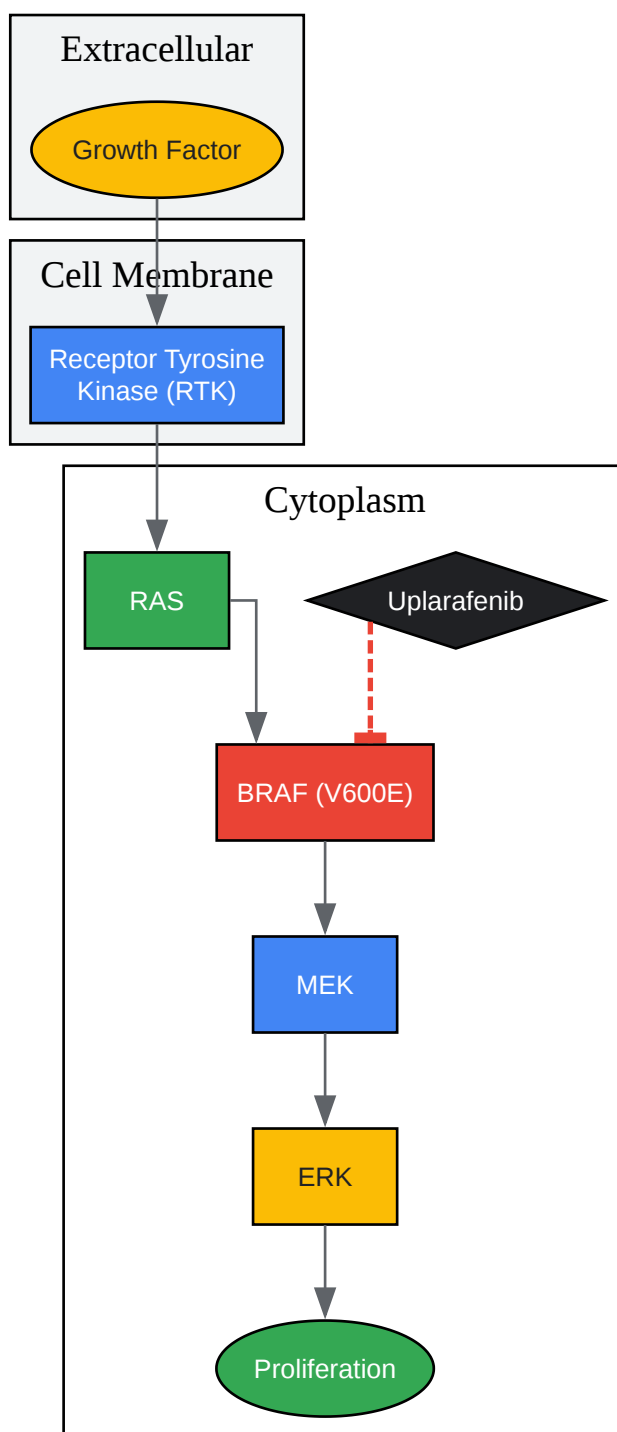 Extracellular
Growth Factor
Cell Membrane
Receptor Tyrosine
Kinase (RTK)
Cytoplasm
RAS
Uplarafenib
BRAF (V600E)
MEK
ERK
Proliferation